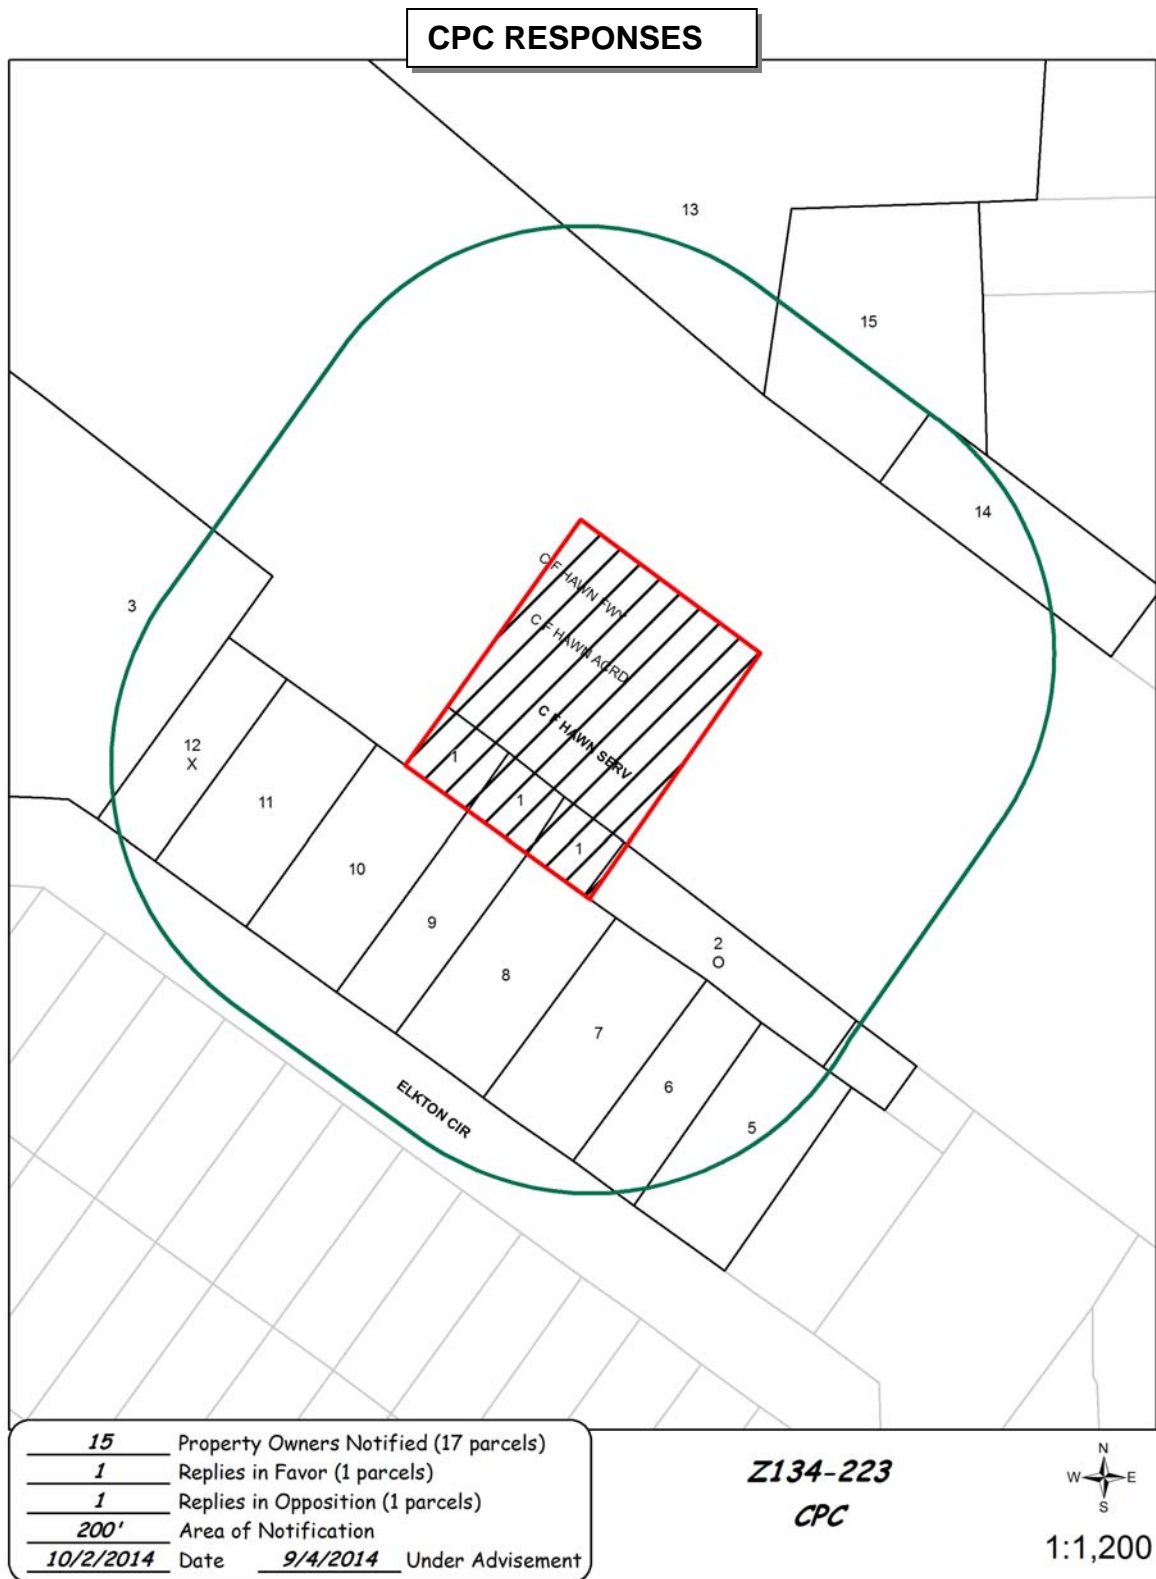 CPC RESPONSES
13
15
14
3
C F HAWN FWY
C F HAWN ACRD
C F HAWN SERV
12
X
11
10
9
8
7
6
5
1
1
1
2
O
ELKTON CIR
15 Property Owners Notified (17 parcels)
1 Replies in Favor (1 parcels)
1 Replies in Opposition (1 parcels)
200' Area of Notification
10/2/2014 Date 9/4/2014 Under Advisement
Z134-223
CPC
N
W E
S
1:1,200